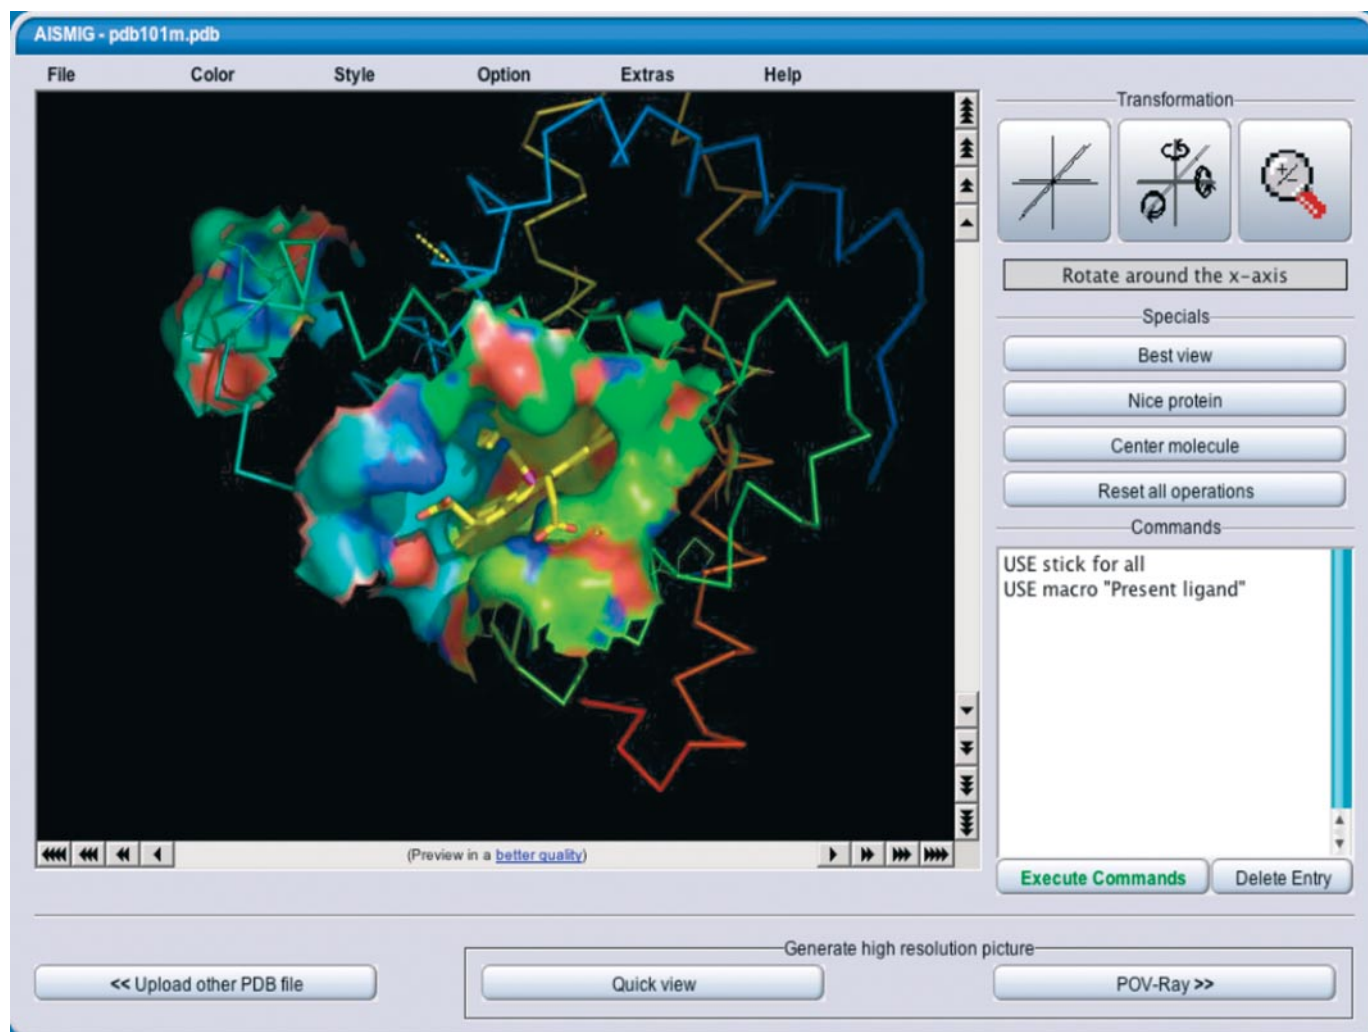 AISMIG - pdb101m.pdb
File Color Style Option Extras Help
Transformation
Rotate around the x-axis
Specials
Best view
Nice protein
Center molecule
Reset all operations
Commands
USE stick for all
USE macro "Present ligand"
(Preview in a better quality)
Execute Commands Delete Entry
Generate high resolution picture
<< Upload other PDB file Quick view POV-Ray >>